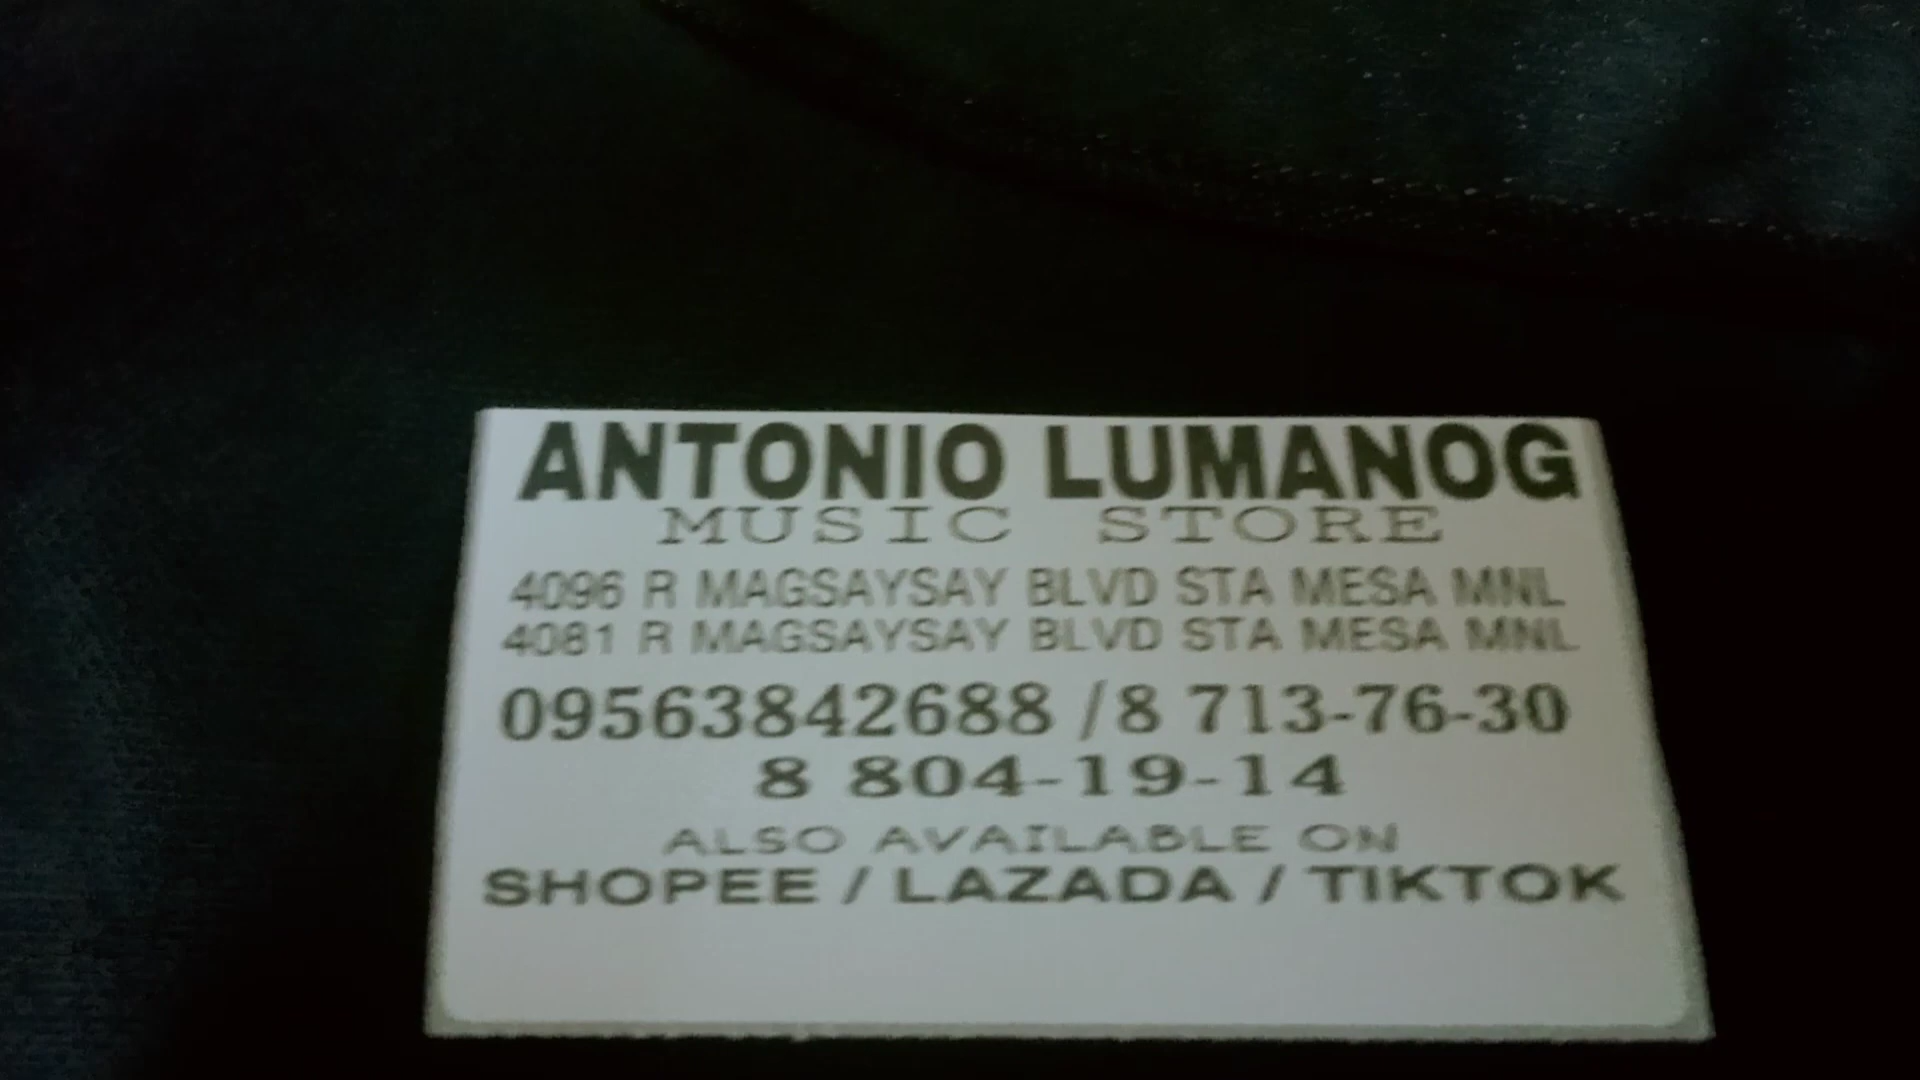 ANTONIO LUMANOG
MUSIC STORE
4096 R MAGSAYSAY BLVD STA MESA MNL
4081 R MAGSAYSAY BLVD STA MESA MNL
09563842688 /8 713-76-30
8 804-19-14
ALSO AVAILABLE ON
SHOPEE / LAZADA / TIKTOK